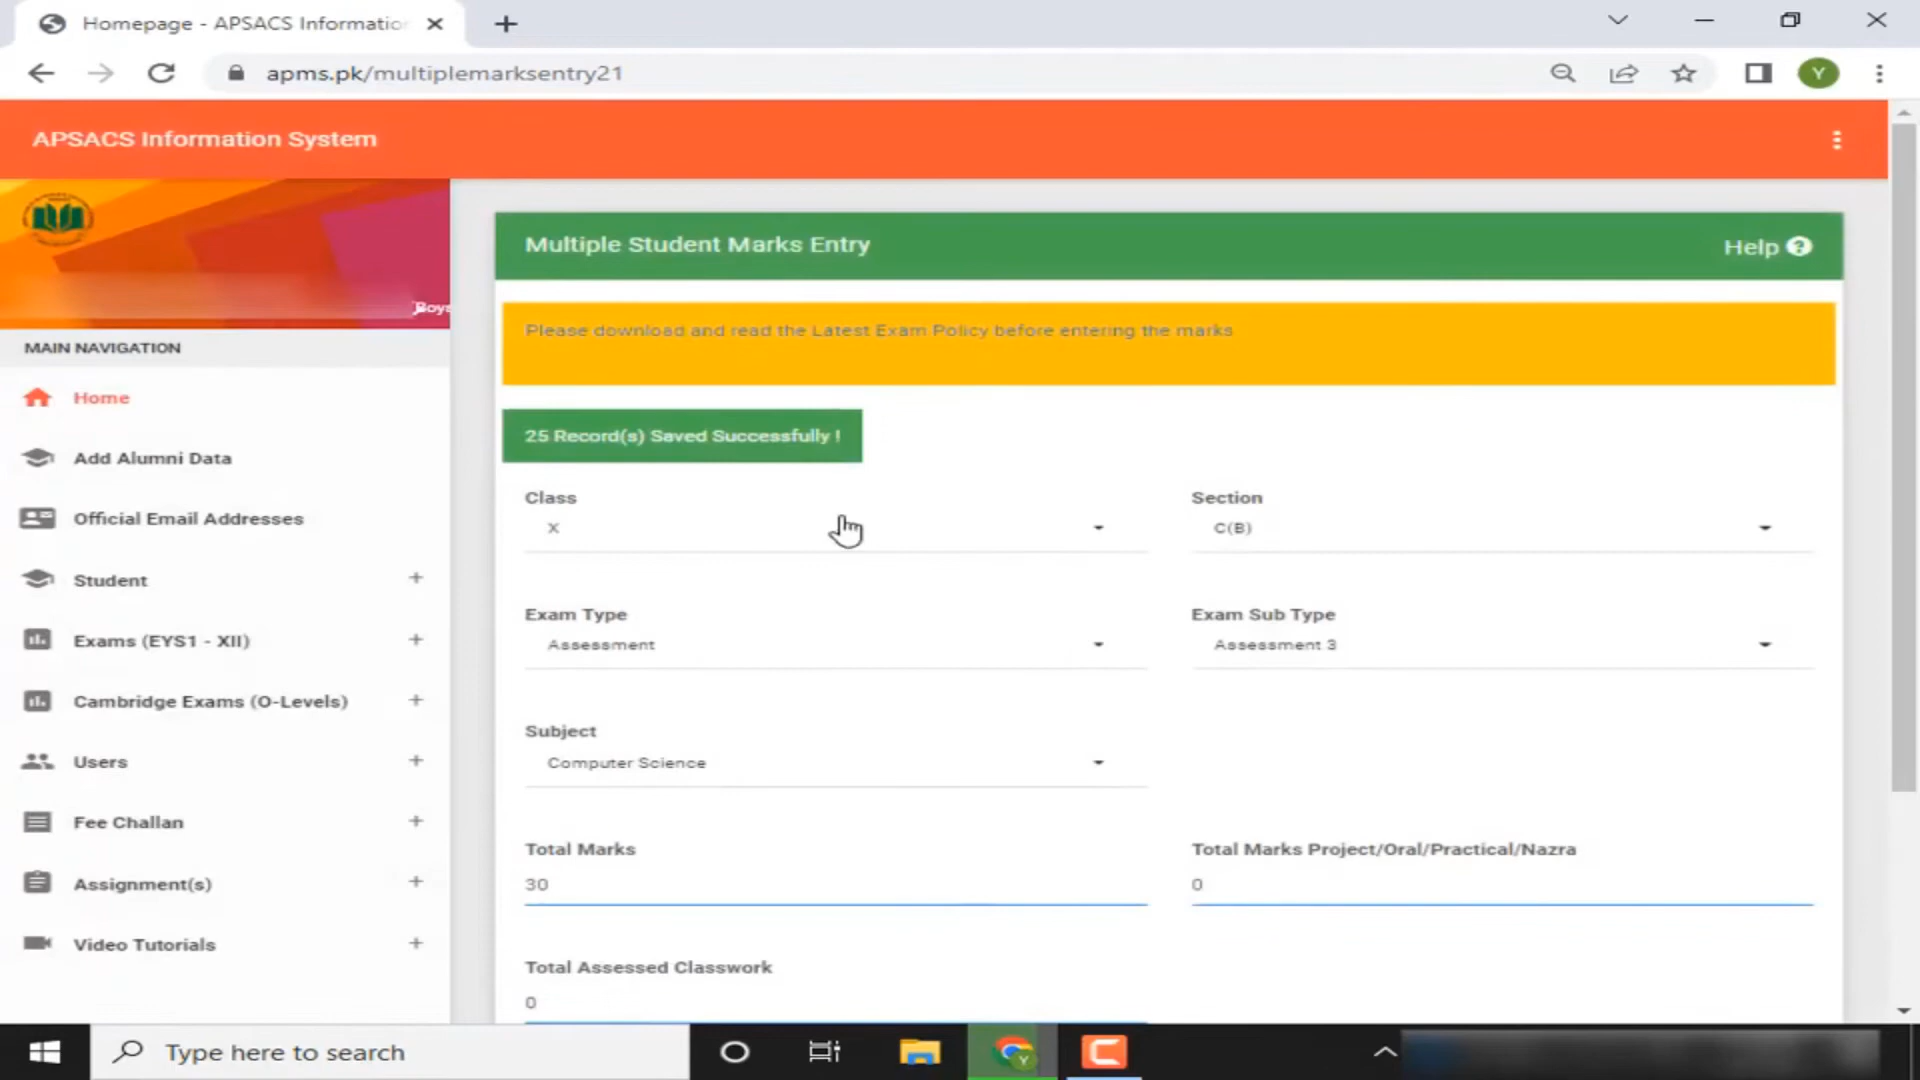 Homepage - APSACS Informatio
apms.pk/multiplemarksentry21
Y
APSACS Information System
Boys
MAIN NAVIGATION
Home
Add Alumni Data
Official Email Addresses
Student +
Exams (EYS1 - XII) +
Cambridge Exams (O-Levels) +
Users +
Fee Challan +
Assignment(s) +
Video Tutorials +
Multiple Student Marks Entry
Help ?
Please download and read the Latest Exam Policy before entering the marks
25 Record(s) Saved Successfully !
Class
X
Section
C(B)
Exam Type
Assessment
Exam Sub Type
Assessment 3
Subject
Computer Science
Total Marks
30
Total Marks Project/Oral/Practical/Nazra
0
Total Assessed Classwork
0
Type here to search